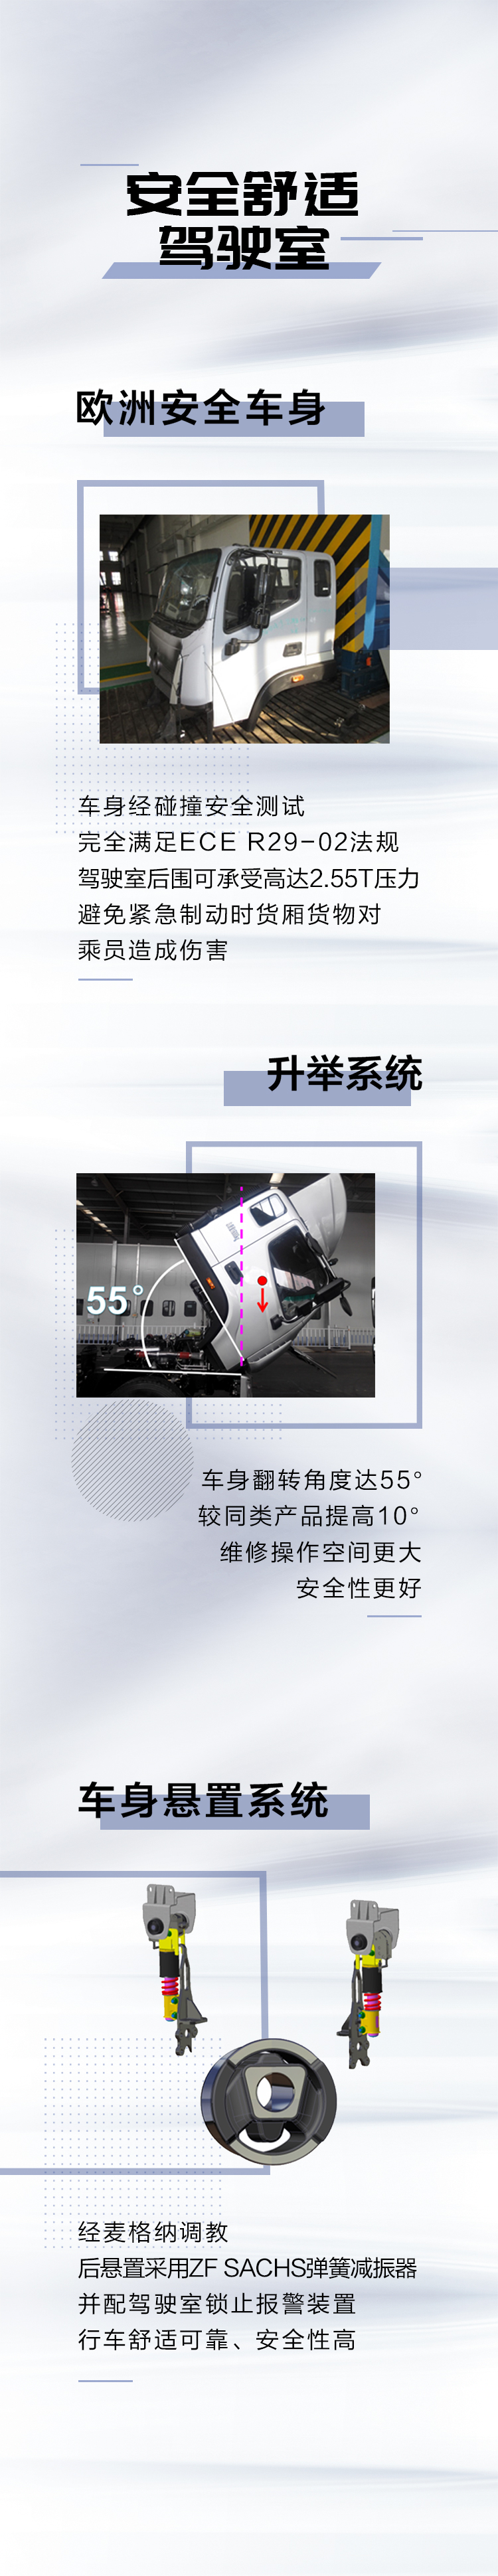 安全舒适
驾驶室
欧洲安全车身
车身经碰撞安全测试
完全满足ECE R29-02法规
驾驶室后围可承受高达2.55T压力
避免紧急制动时货厢货物对
乘员造成伤害
升举系统
55°
车身翻转角度达55°
较同类产品提高10°
维修操作空间更大
安全性更好
车身悬置系统
经麦格纳调教
后悬置采用ZF SACHS弹簧减振器
并配驾驶室锁止报警装置
行车舒适可靠、安全性高